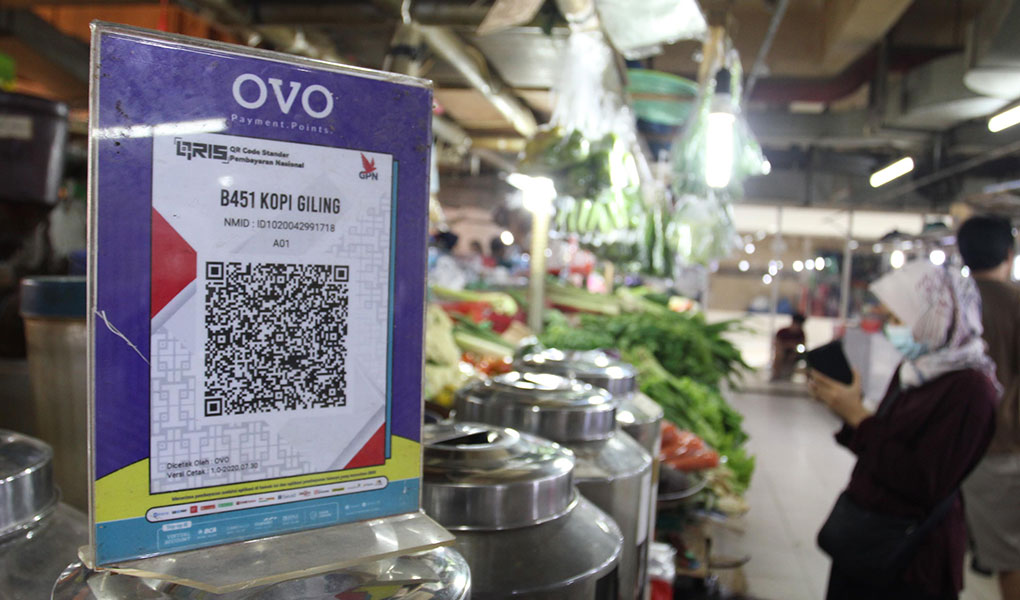 OVO
Payment.Points
QRIS QR Code Standar
Pembayaran Nasional
GPN
B451 KOPI GILING
NMID : ID1020042991718
A01
Dicetak Oleh : OVO
Versi Cetak : 1.0-2020.07.30